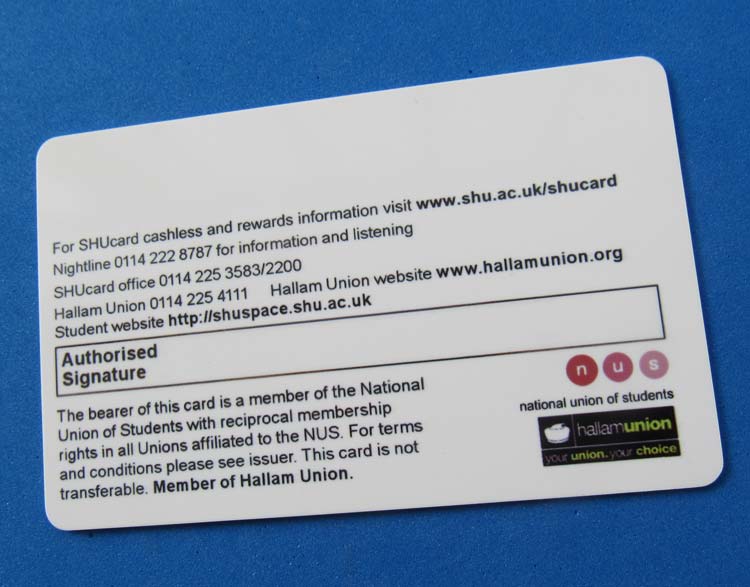 For SHUcard cashless and rewards information visit www.shu.ac.uk/shucard
Nightline 0114 222 8787 for information and listening
SHUcard office 0114 225 3583/2200
Hallam Union 0114 225 4111 Hallam Union website www.hallamunion.org
Student website http://shuspace.shu.ac.uk
Authorised
Signature
The bearer of this card is a member of the National
Union of Students with reciprocal membership
rights in all Unions affiliated to the NUS. For terms
and conditions please see issuer. This card is not
transferable. Member of Hallam Union.
nus
national union of students
hallamunion
your union.your choice